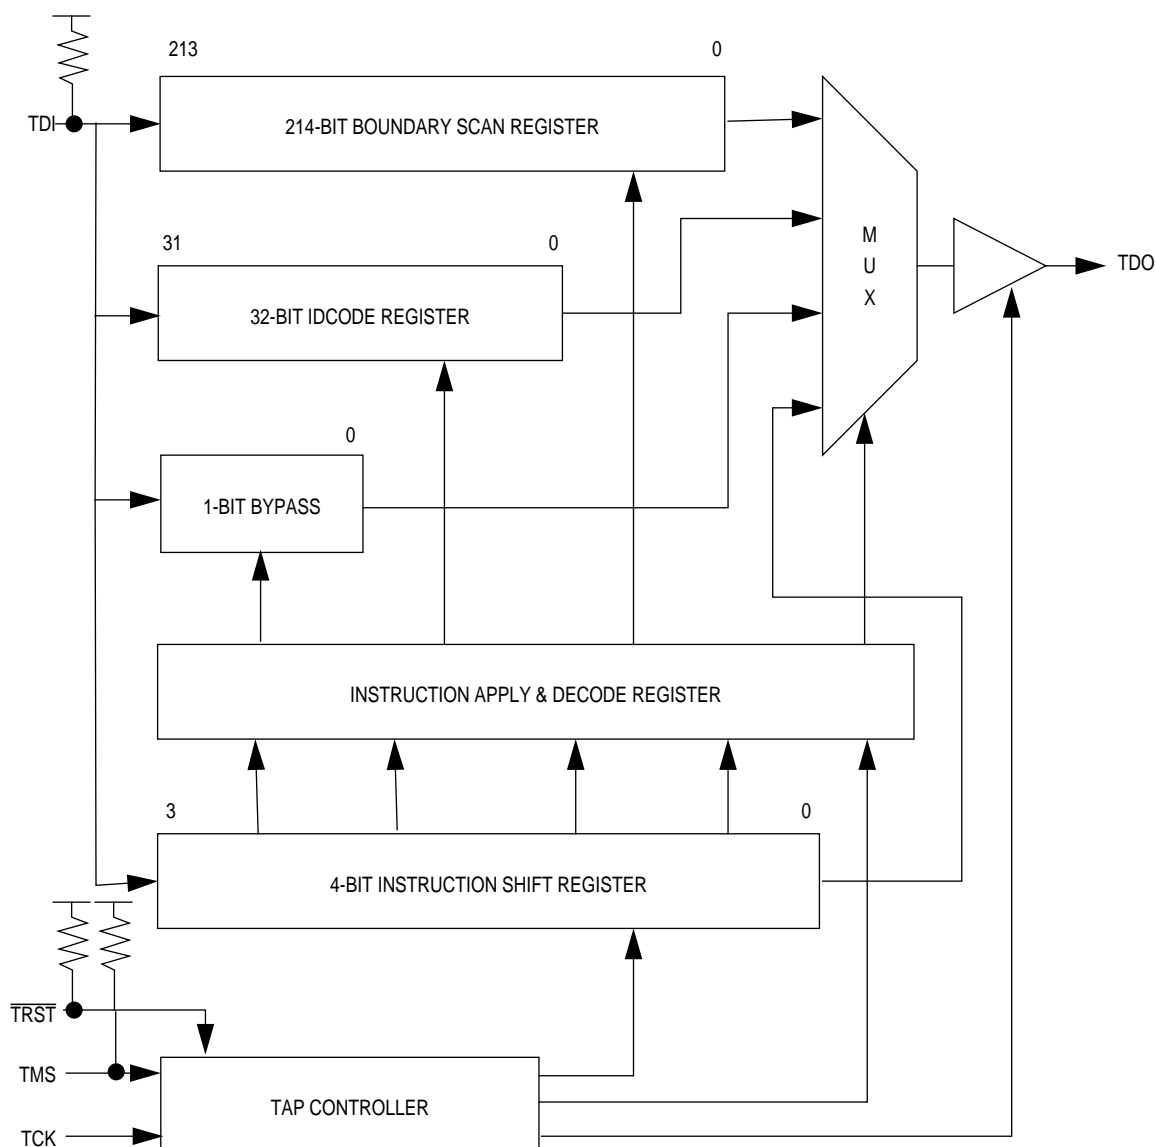 213
0
TDI
214-BIT BOUNDARY SCAN REGISTER
M
U
X
TDO
31
0
32-BIT IDCODE REGISTER
0
1-BIT BYPASS
INSTRUCTION APPLY & DECODE REGISTER
3
0
4-BIT INSTRUCTION SHIFT REGISTER
TRST
TMS
TAP CONTROLLER
TCK